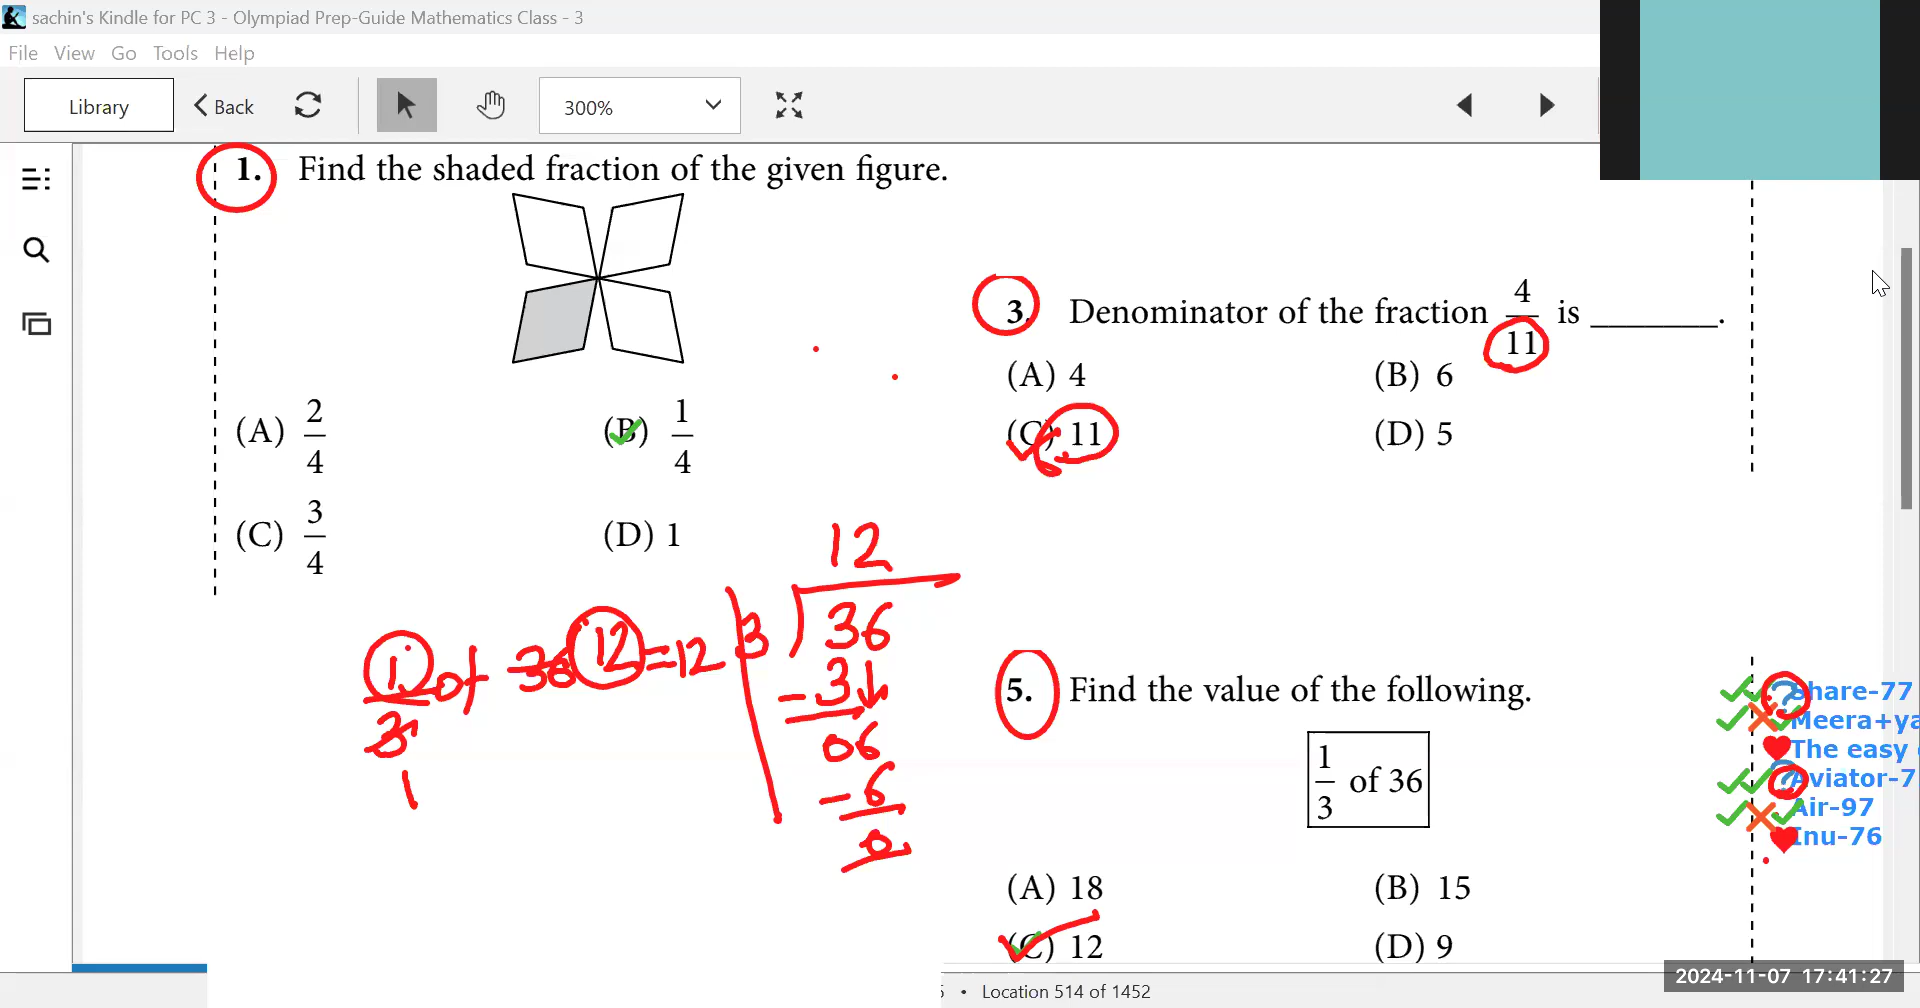 sachin's Kindle for PC 3 - Olympiad Prep-Guide Mathematics Class - 3
File View Go Tools Help
Library Back 300%
1. Find the shaded fraction of the given figure.
(A) 2/4 (B) 1/4
(C) 3/4 (D) 1
3. Denominator of the fraction 4/11 is ________.
(A) 4 (B) 6
(C) 11 (D) 5
12
1/3 of 36 12 = 12
1
3 ) 36
- 3↓
06
- 6
0
5. Find the value of the following.
1/3 of 36
(A) 18 (B) 15
(C) 12 (D) 9
Share-77
Meera+ya
The easy
Aviator-7
Air-97
Inu-76
2024-11-07 17:41:27
• Location 514 of 1452